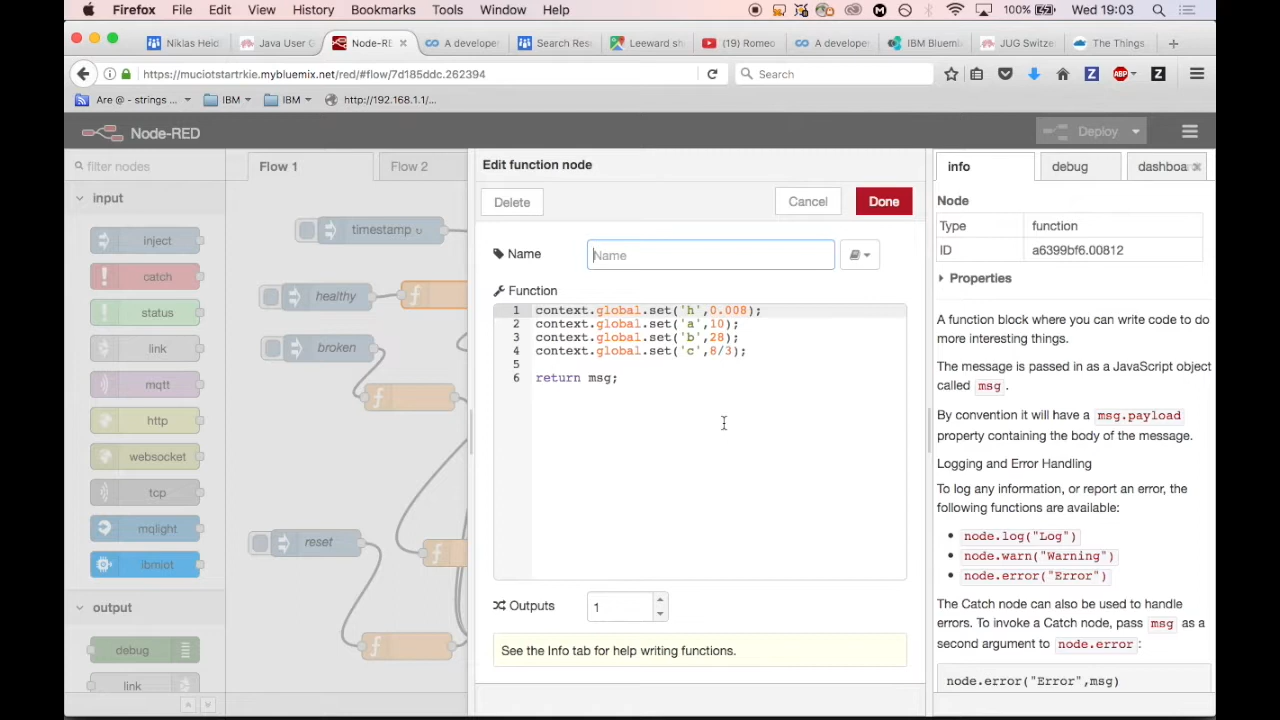 Firefox File Edit View History Bookmarks Tools Window Help 100% Wed 19:03
Niklas Heid Java User G Node-RE × A develope Search Res Leeward sh (19) Romeo A develope IBM Bluemi JUG Switze The Things
https://muciotstartrkie.mybluemix.net/red/#flow/7d185ddc.262394 Search ABP Z Z
Are @ - strings ... IBM IBM http://192.168.1.1/...
Node-RED Deploy
filter nodes Flow 1 Flow 2 Edit function node info debug dashboa
input
Delete Cancel Done
Node
Type function
ID a6399bf6.00812
Properties
inject
catch
status
link
mqtt
http
websocket
tcp
mqlight
ibmiot
output
debug
link
timestamp ↻
healthy
broken
reset
Name Name
Function
1 context.global.set('h',0.008);
2 context.global.set('a',10);
3 context.global.set('b',28);
4 context.global.set('c',8/3);
5
6 return msg;
Outputs 1
See the Info tab for help writing functions.
A function block where you can write code to do
more interesting things.
The message is passed in as a JavaScript object
called msg.
By convention it will have a msg.payload
property containing the body of the message.
Logging and Error Handling
To log any information, or report an error, the
following functions are available:
• node.log("Log")
• node.warn("Warning")
• node.error("Error")
The Catch node can also be used to handle
errors. To invoke a Catch node, pass msg as a
second argument to node.error:
node.error("Error",msg)